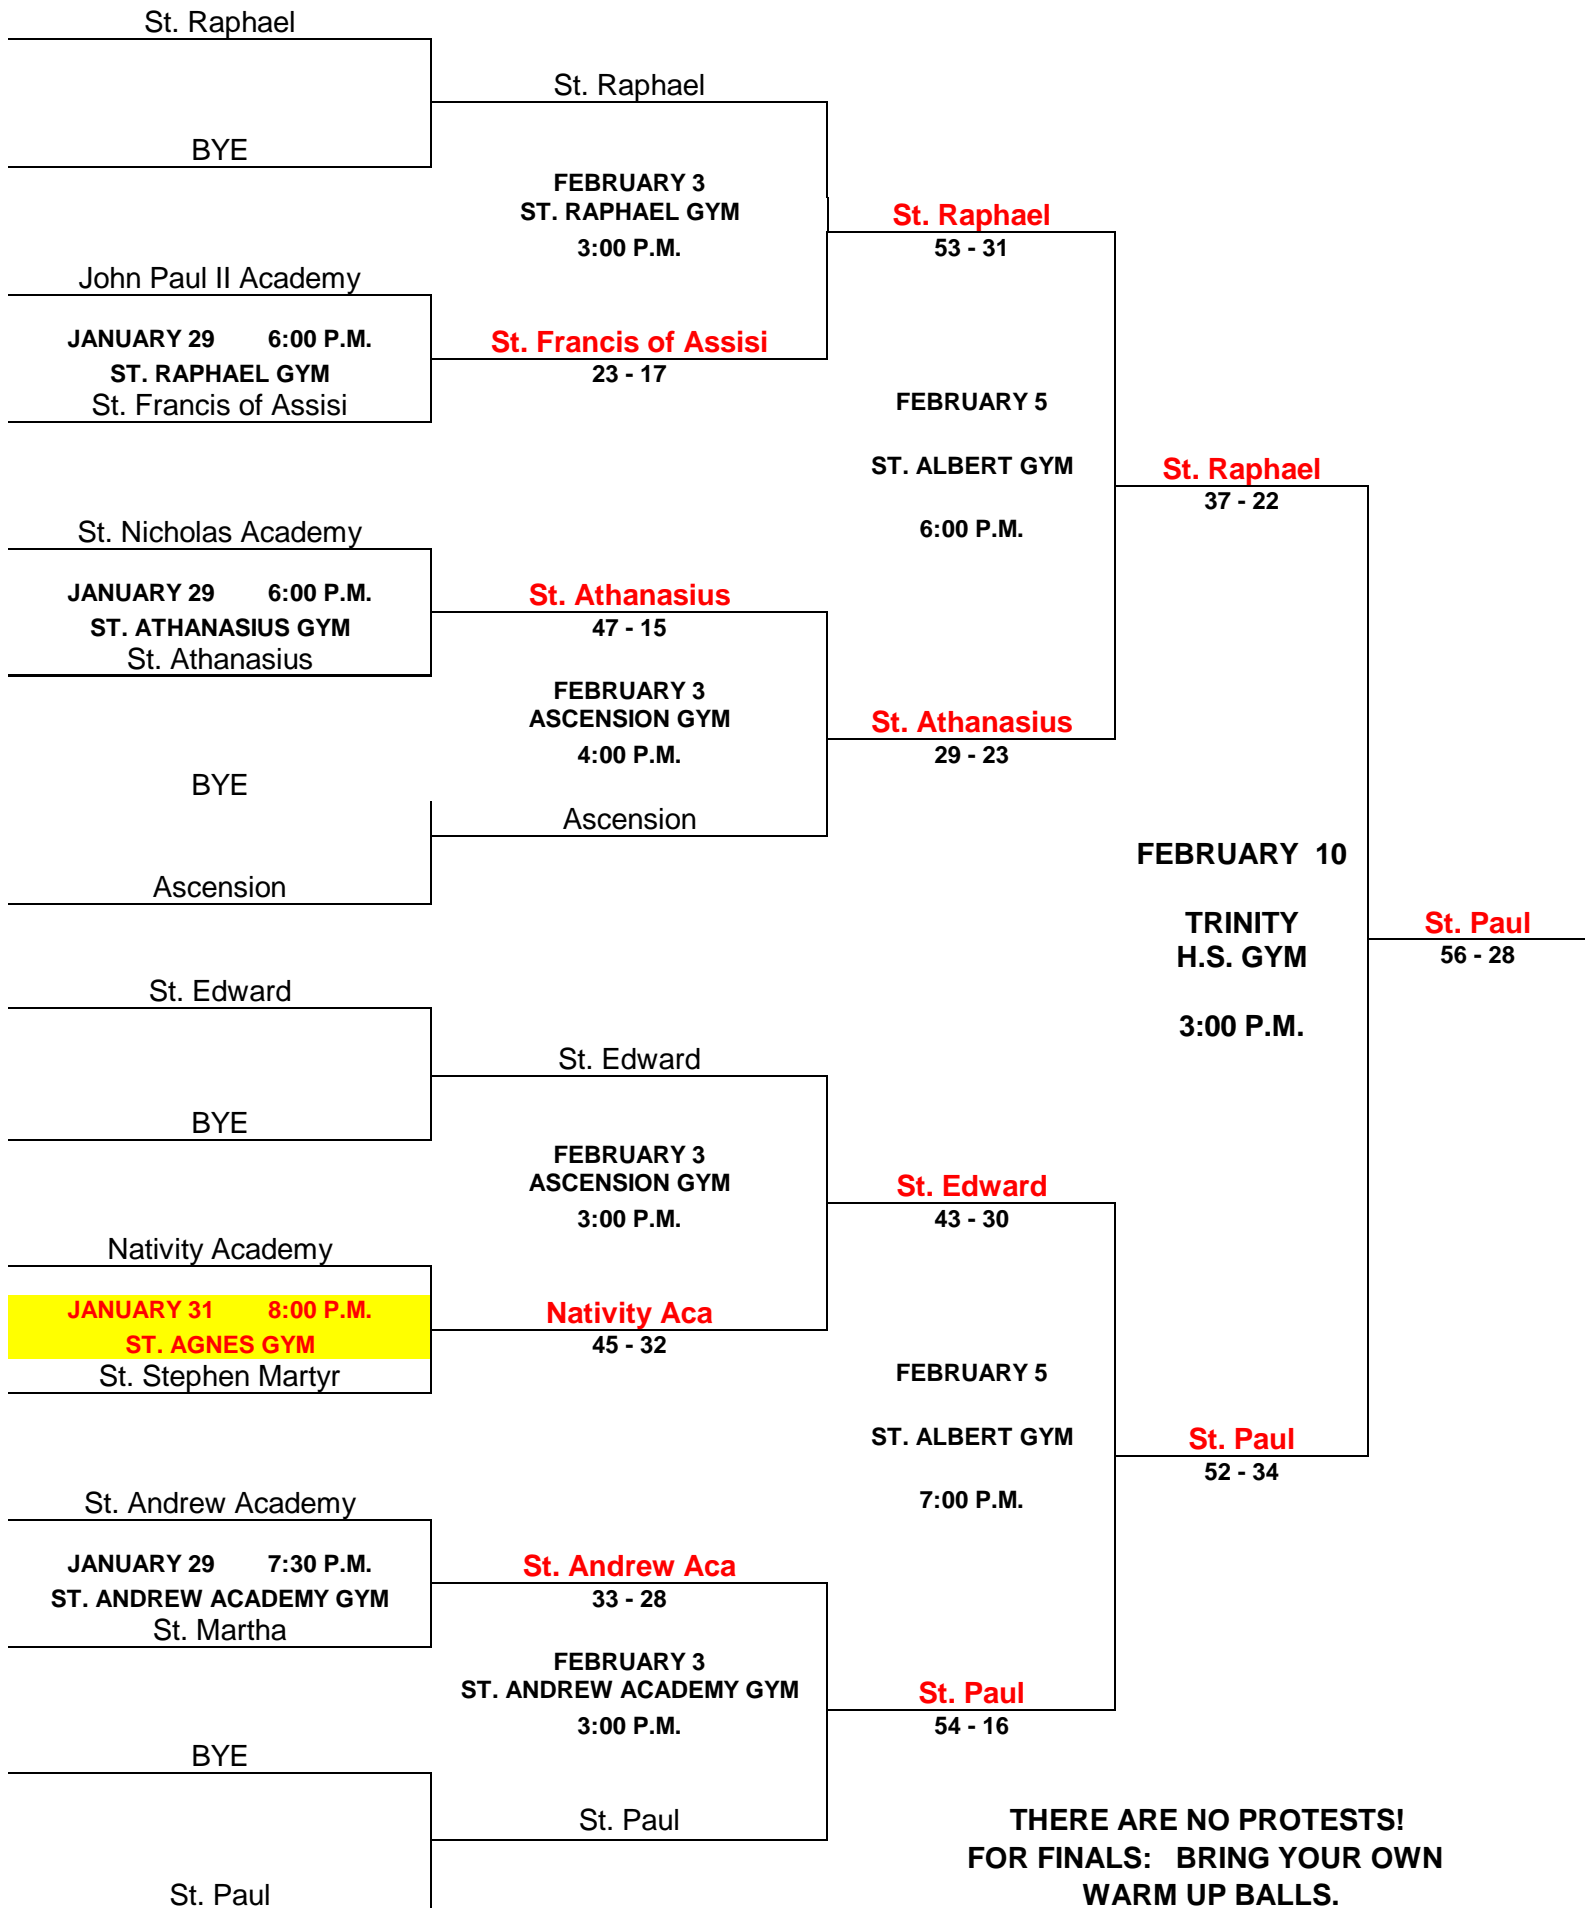 St. Raphael
St. Raphael
BYE
FEBRUARY 3
ST. RAPHAEL GYM
3:00 P.M.
St. Raphael
53 - 31
John Paul II Academy
JANUARY 29 6:00 P.M.
ST. RAPHAEL GYM
St. Francis of Assisi
St. Francis of Assisi
23 - 17
FEBRUARY 5
ST. ALBERT GYM
6:00 P.M.
St. Raphael
37 - 22
St. Nicholas Academy
JANUARY 29 6:00 P.M.
ST. ATHANASIUS GYM
St. Athanasius
St. Athanasius
47 - 15
FEBRUARY 3
ASCENSION GYM
4:00 P.M.
St. Athanasius
29 - 23
BYE
Ascension
Ascension
FEBRUARY 10
TRINITY
H.S. GYM
3:00 P.M.
St. Paul
56 - 28
St. Edward
St. Edward
BYE
FEBRUARY 3
ASCENSION GYM
3:00 P.M.
St. Edward
43 - 30
Nativity Academy
JANUARY 31 8:00 P.M.
ST. AGNES GYM
St. Stephen Martyr
Nativity Aca
45 - 32
FEBRUARY 5
ST. ALBERT GYM
7:00 P.M.
St. Paul
52 - 34
St. Andrew Academy
JANUARY 29 7:30 P.M.
ST. ANDREW ACADEMY GYM
St. Martha
St. Andrew Aca
33 - 28
FEBRUARY 3
ST. ANDREW ACADEMY GYM
3:00 P.M.
St. Paul
54 - 16
BYE
St. Paul
St. Paul
THERE ARE NO PROTESTS!
FOR FINALS: BRING YOUR OWN
WARM UP BALLS.